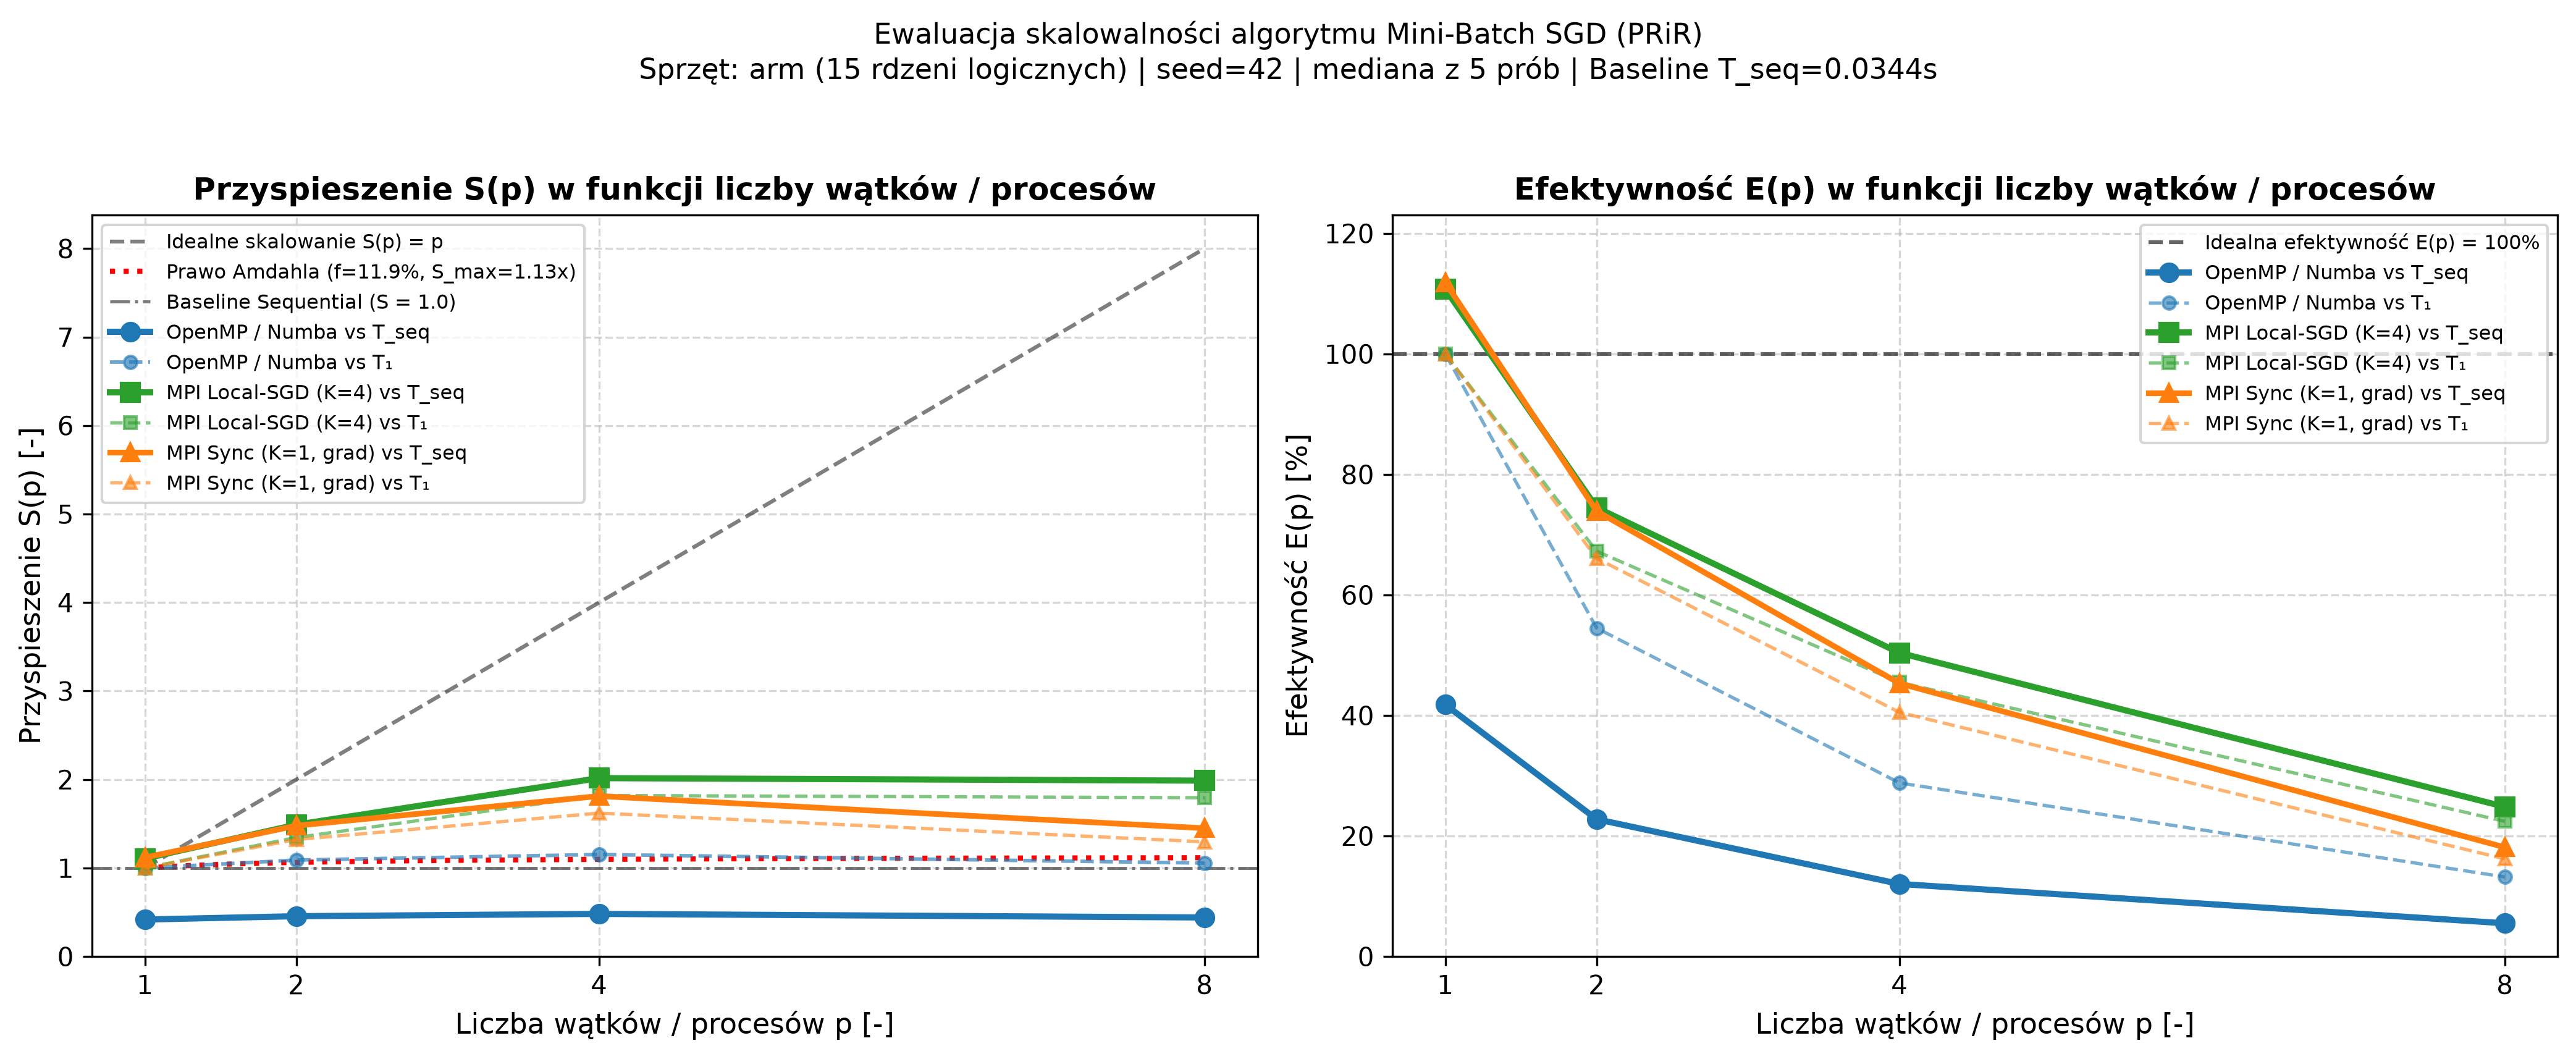 Ewaluacja skalowalności algorytmu Mini-Batch SGD (PRiR)
Sprzęt: arm (15 rdzeni logicznych) | seed=42 | mediana z 5 prób | Baseline T_seq=0.0344s
Przyspieszenie S(p) w funkcji liczby wątków / procesów
Przyspieszenie S(p) [-]
8
7
6
5
4
3
2
1
0
Idealne skalowanie S(p) = p
Prawo Amdahla (f=11.9%, S_max=1.13x)
Baseline Sequential (S = 1.0)
OpenMP / Numba vs T_seq
OpenMP / Numba vs T₁
MPI Local-SGD (K=4) vs T_seq
MPI Local-SGD (K=4) vs T₁
MPI Sync (K=1, grad) vs T_seq
MPI Sync (K=1, grad) vs T₁
1 2 4 8
Liczba wątków / procesów p [-]
Efektywność E(p) w funkcji liczby wątków / procesów
Efektywność E(p) [%]
120
100
80
60
40
20
0
Idealna efektywność E(p) = 100%
OpenMP / Numba vs T_seq
OpenMP / Numba vs T₁
MPI Local-SGD (K=4) vs T_seq
MPI Local-SGD (K=4) vs T₁
MPI Sync (K=1, grad) vs T_seq
MPI Sync (K=1, grad) vs T₁
1 2 4 8
Liczba wątków / procesów p [-]